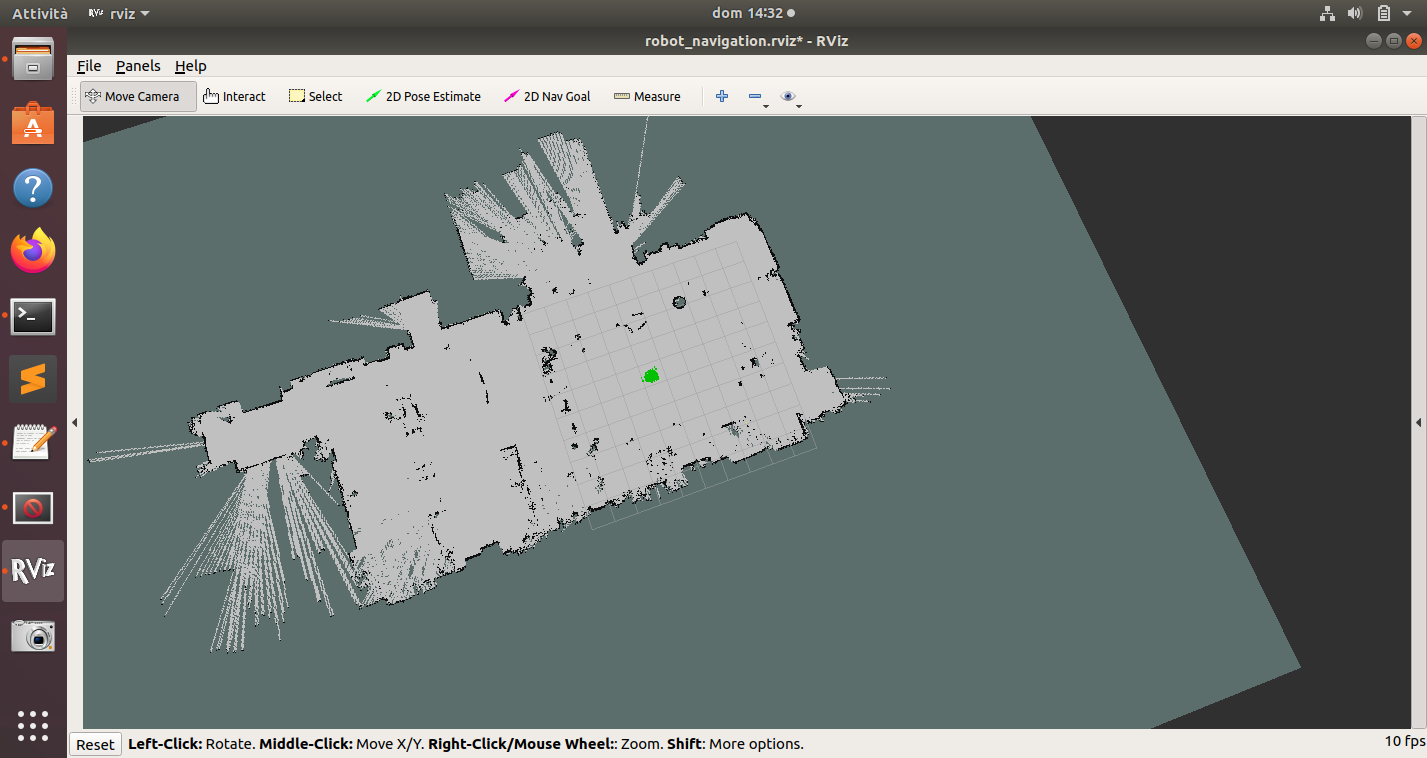 Attività RViz rviz dom 14:32
robot_navigation.rviz* - RViz
File Panels Help
Move Camera Interact Select 2D Pose Estimate 2D Nav Goal Measure
RViz
Reset Left-Click: Rotate. Middle-Click: Move X/Y. Right-Click/Mouse Wheel:: Zoom. Shift: More options. 10 fps